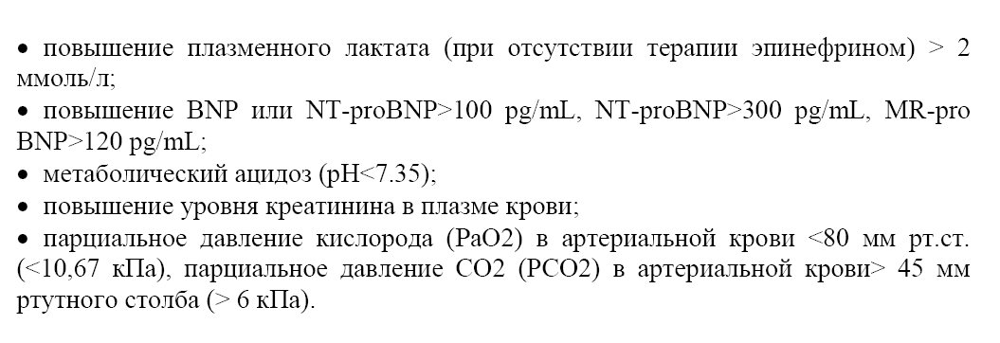 • повышение плазменного лактата (при отсутствии терапии эпинефрином) > 2
ммоль/л;
• повышение BNP или NT-proBNP>100 pg/mL, NT-proBNP>300 pg/mL, MR-pro
BNP>120 pg/mL;
• метаболический ацидоз (pH<7.35);
• повышение уровня креатинина в плазме крови;
• парциальное давление кислорода (PaO2) в артериальной крови <80 мм рт.ст.
(<10,67 кПа), парциальное давление CO2 (PCO2) в артериальной крови> 45 мм
ртутного столба (> 6 кПа).